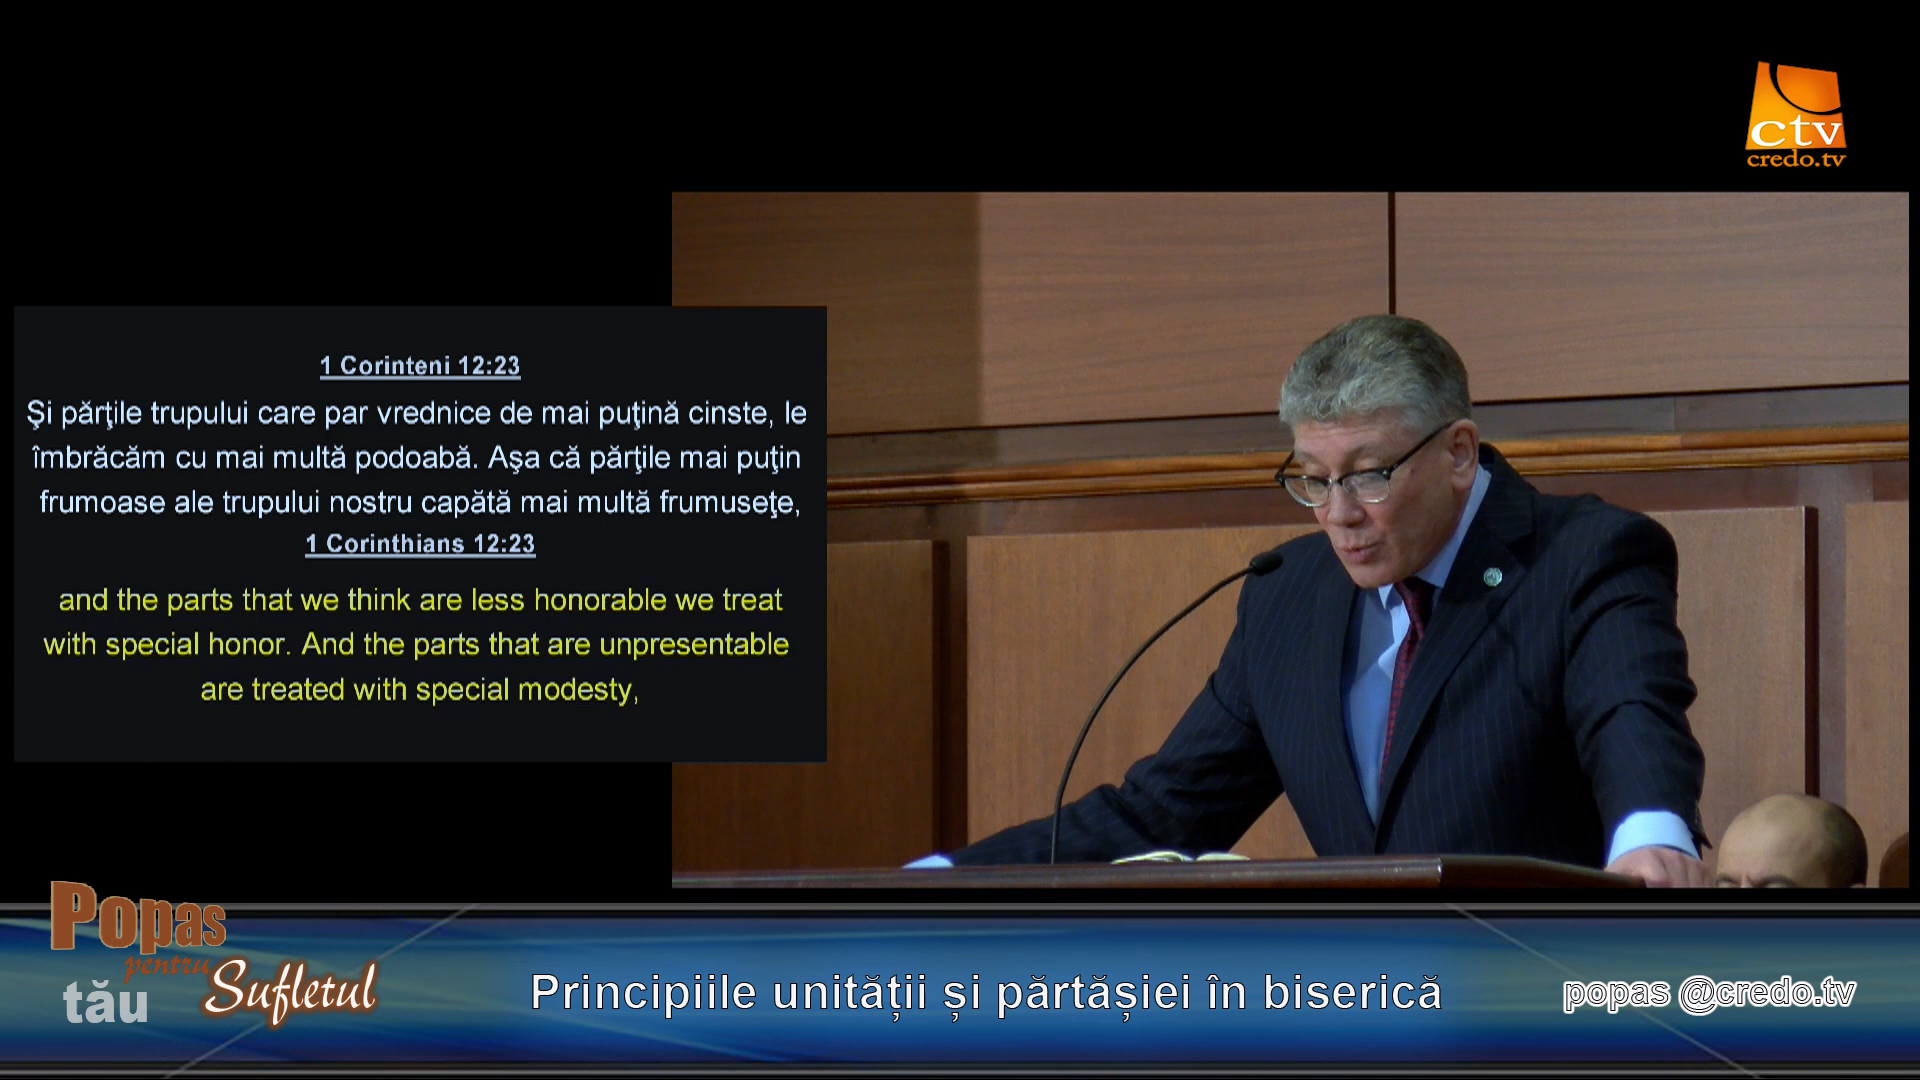 ctv
credo.tv
1 Corinteni 12:23
Şi părţile trupului care par vrednice de mai puţină cinste, le
îmbrăcăm cu mai multă podoabă. Aşa că părţile mai puţin
frumoase ale trupului nostru capătă mai multă frumuseţe,
1 Corinthians 12:23
and the parts that we think are less honorable we treat
with special honor. And the parts that are unpresentable
are treated with special modesty,
Popas
pentru
Sufletul
tău
Principiile unității și părtășiei în biserică
popas @credo.tv